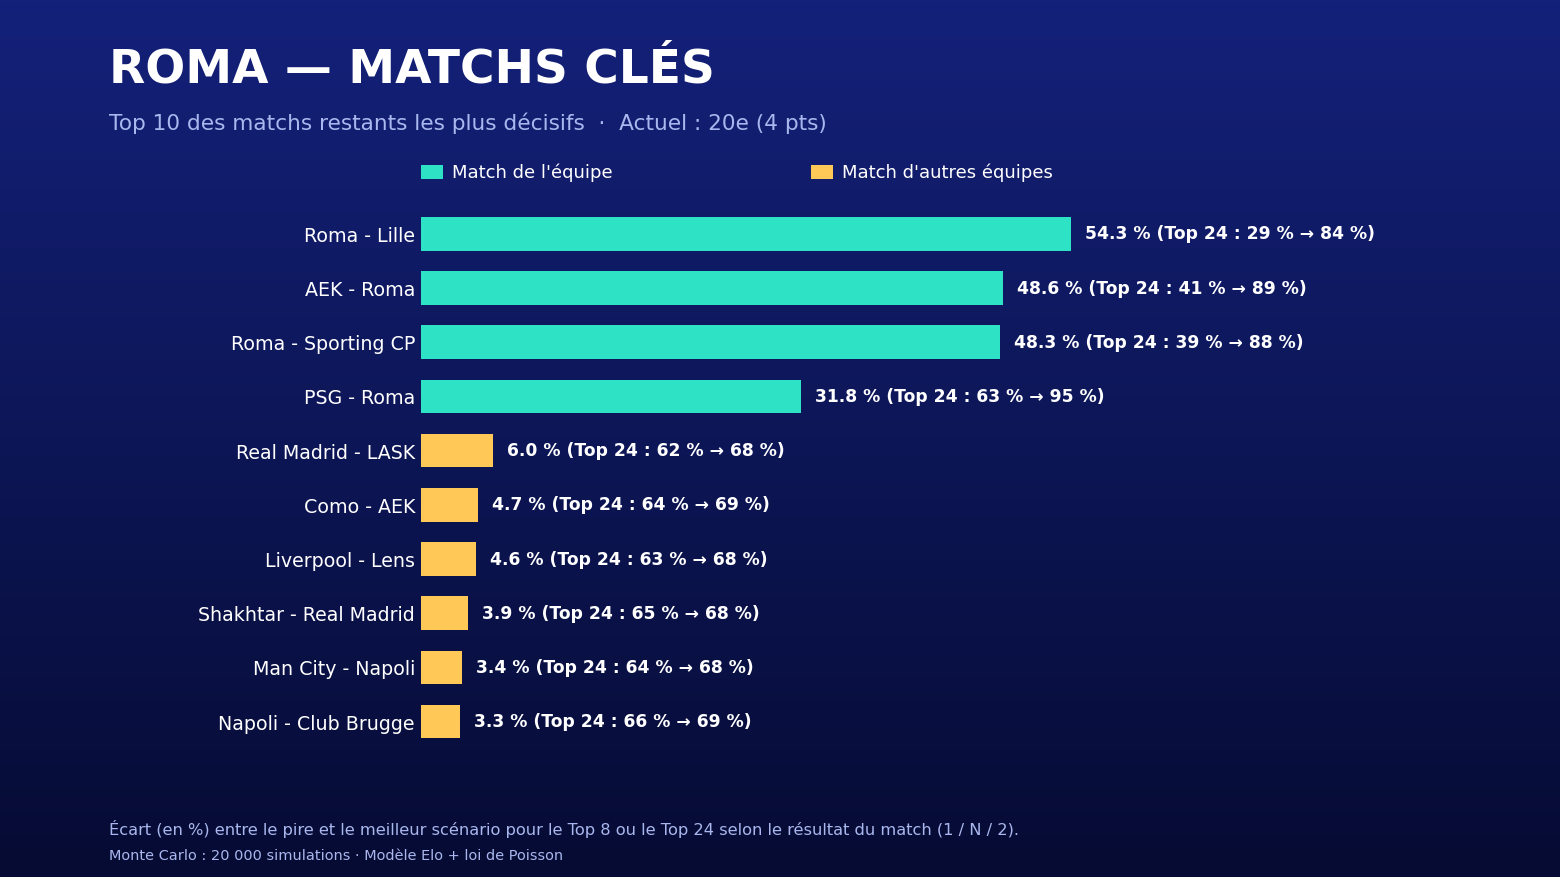 ROMA — MATCHS CLÉS
Top 10 des matchs restants les plus décisifs · Actuel : 20e (4 pts)
Match de l'équipe
Match d'autres équipes
Roma - Lille 54.3 % (Top 24 : 29 % → 84 %)
AEK - Roma 48.6 % (Top 24 : 41 % → 89 %)
Roma - Sporting CP 48.3 % (Top 24 : 39 % → 88 %)
PSG - Roma 31.8 % (Top 24 : 63 % → 95 %)
Real Madrid - LASK 6.0 % (Top 24 : 62 % → 68 %)
Como - AEK 4.7 % (Top 24 : 64 % → 69 %)
Liverpool - Lens 4.6 % (Top 24 : 63 % → 68 %)
Shakhtar - Real Madrid 3.9 % (Top 24 : 65 % → 68 %)
Man City - Napoli 3.4 % (Top 24 : 64 % → 68 %)
Napoli - Club Brugge 3.3 % (Top 24 : 66 % → 69 %)
Écart (en %) entre le pire et le meilleur scénario pour le Top 8 ou le Top 24 selon le résultat du match (1 / N / 2).
Monte Carlo : 20 000 simulations · Modèle Elo + loi de Poisson